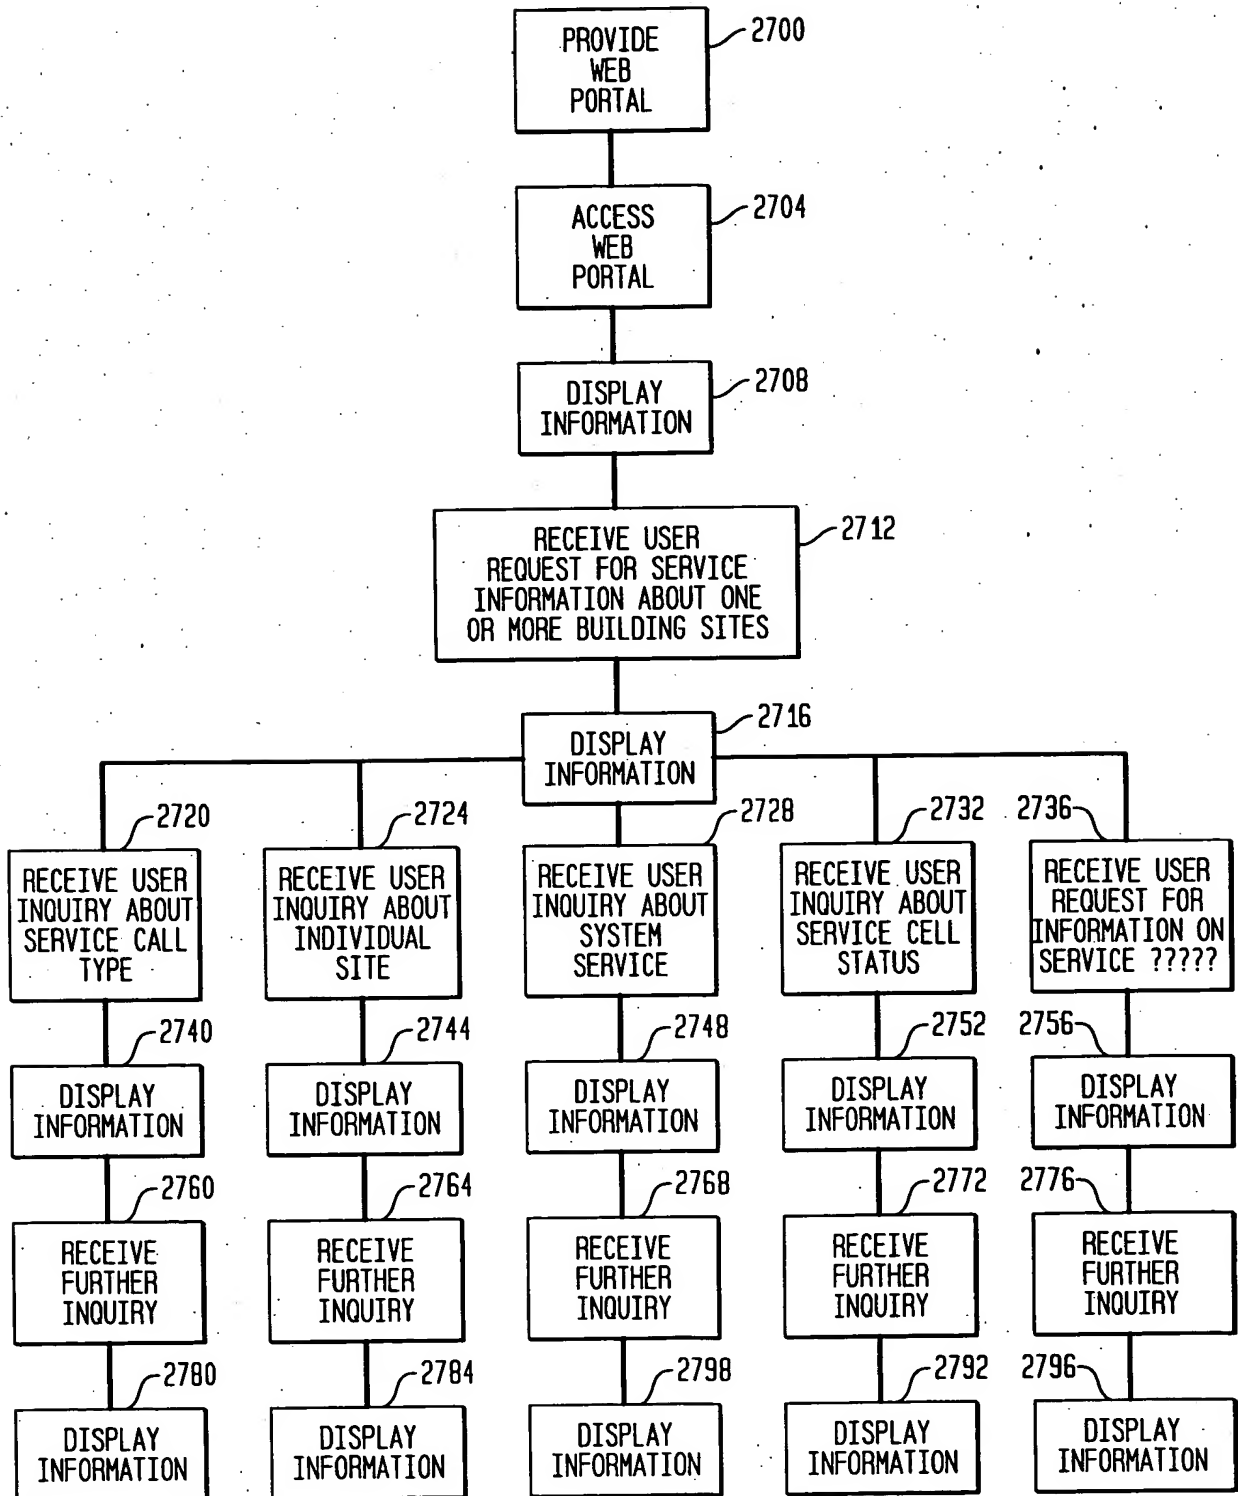 PROVIDE
WEB
PORTAL
2700
ACCESS
WEB
PORTAL
2704
DISPLAY
INFORMATION
2708
RECEIVE USER
REQUEST FOR SERVICE
INFORMATION ABOUT ONE
OR MORE BUILDING SITES
2712
DISPLAY
INFORMATION
2716
2720
RECEIVE USER
INQUIRY ABOUT
SERVICE CALL
TYPE
2724
RECEIVE USER
INQUIRY ABOUT
INDIVIDUAL
SITE
2728
RECEIVE USER
INQUIRY ABOUT
SYSTEM
SERVICE
2732
RECEIVE USER
INQUIRY ABOUT
SERVICE CELL
STATUS
2736
RECEIVE USER
REQUEST FOR
INFORMATION ON
SERVICE ?????
2740
DISPLAY
INFORMATION
2744
DISPLAY
INFORMATION
2748
DISPLAY
INFORMATION
2752
DISPLAY
INFORMATION
2756
DISPLAY
INFORMATION
2760
RECEIVE
FURTHER
INQUIRY
2764
RECEIVE
FURTHER
INQUIRY
2768
RECEIVE
FURTHER
INQUIRY
2772
RECEIVE
FURTHER
INQUIRY
2776
RECEIVE
FURTHER
INQUIRY
2780
DISPLAY
INFORMATION
2784
DISPLAY
INFORMATION
2798
DISPLAY
INFORMATION
2792
DISPLAY
INFORMATION
2796
DISPLAY
INFORMATION